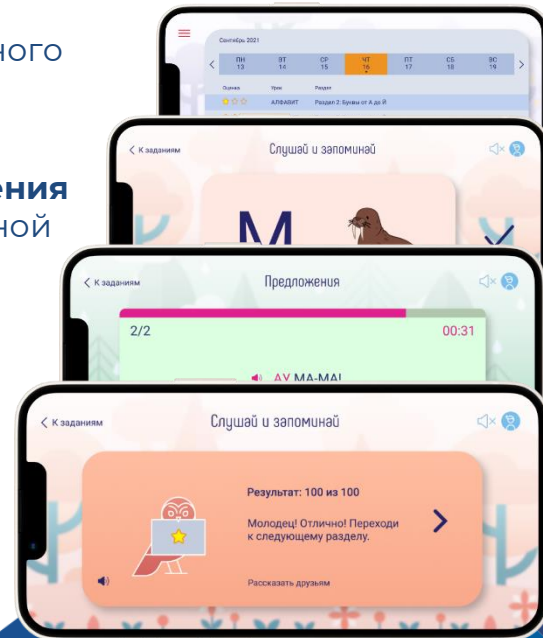 ного
ения
ной
Сентябрь 2021
ПН ВТ СР ЧТ ПТ СБ ВС
13 14 15 16 17 18 19
Оценка Урок Раздел
АЛФАВИТ Раздел 2: Буквы от А до Й
К заданиям Слушай и запоминай
М
К заданиям Предложения
2/2 00:31
АУ МА-МА!
К заданиям Слушай и запоминай
Результат: 100 из 100
Молодец! Отлично! Переходи
к следующему разделу.
Рассказать друзьям